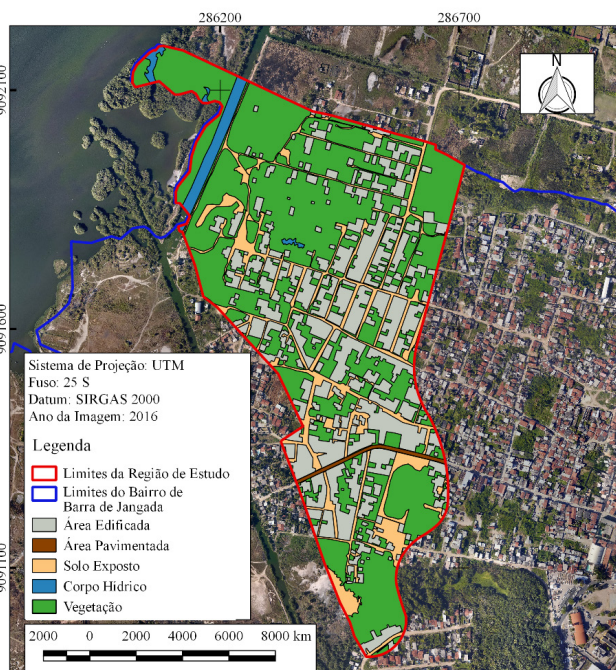 286200 286700
N
9092100
9091600
9091100
Sistema de Projeção: UTM
Fuso: 25 S
Datum: SIRGAS 2000
Ano da Imagem: 2016
Legenda
Limites da Região de Estudo
Limites do Bairro de
Barra de Jangada
Área Edificada
Área Pavimentada
Solo Exposto
Corpo Hídrico
Vegetação
2000 0 2000 4000 6000 8000 km